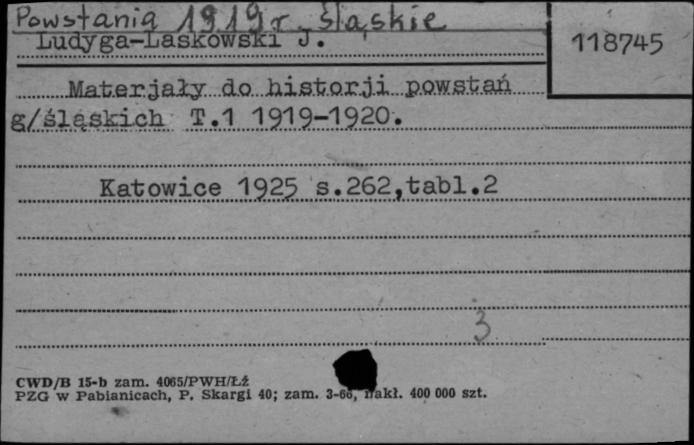 Powstania 1919 r. śląskie
Ludyga-Laskowski J.
118745
Materjały do historji powstań
g/śląskich T.1 1919-1920.
Katowice 1925 s.262,tabl.2
3
CWD/B 15-b zam. 4065/PWH/Łź
PZG w Pabianicach, P. Skargi 40; zam. 3-66, nakł. 400 000 szt.